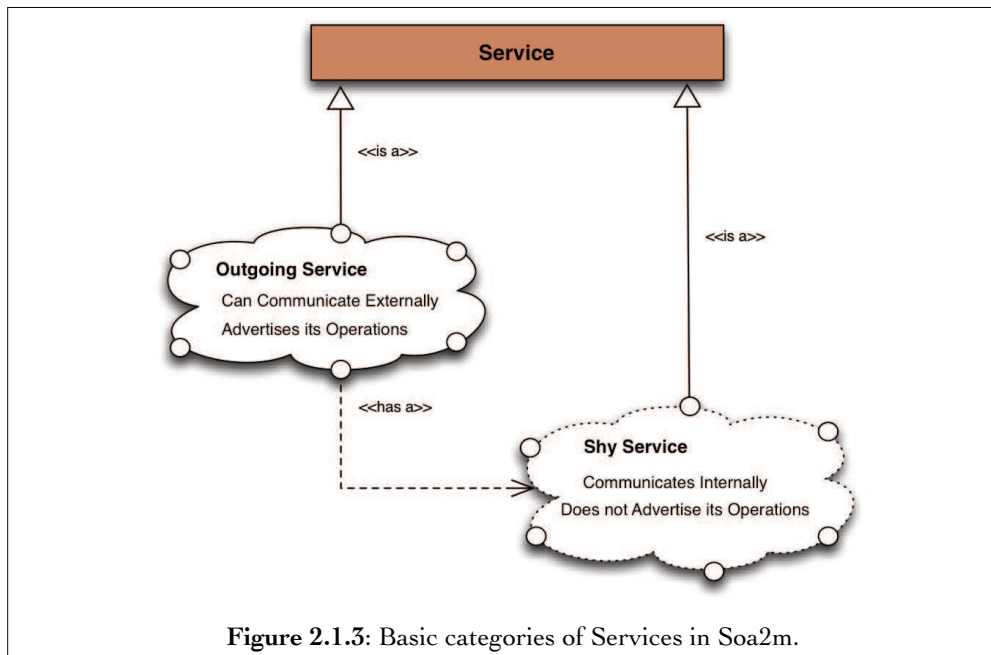 Service
<<is a>>
<<is a>>
Outgoing Service
Can Communicate Externally
Advertises its Operations
<<has a>>
Shy Service
Communicates Internally
Does not Advertise its Operations
Figure 2.1.3: Basic categories of Services in Soa2m.